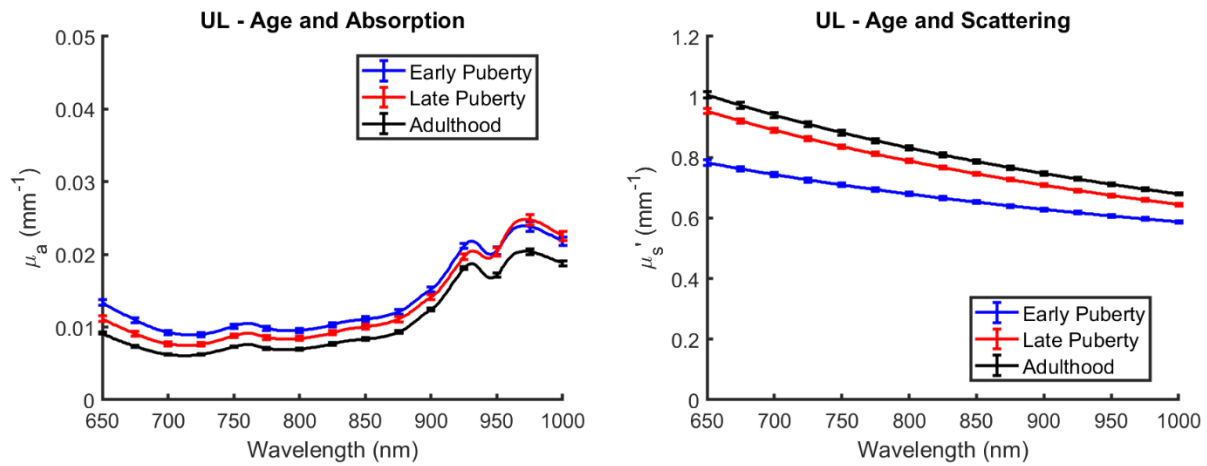 UL - Age and Absorption
0.05
0.04
0.03
0.02
0.01
0
μa (mm⁻¹)
Early Puberty
Late Puberty
Adulthood
650 700 750 800 850 900 950 1000
Wavelength (nm)
UL - Age and Scattering
1.2
1
0.8
0.6
0.4
0.2
0
μs' (mm⁻¹)
Early Puberty
Late Puberty
Adulthood
650 700 750 800 850 900 950 1000
Wavelength (nm)